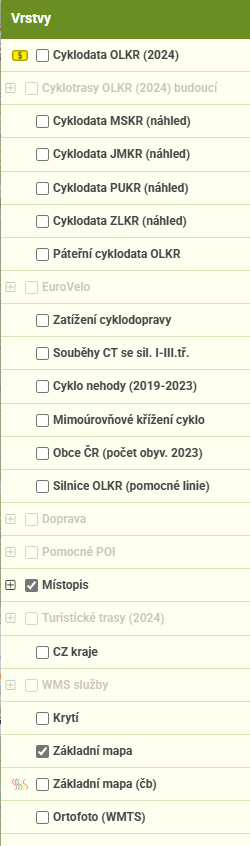 Vrstvy
Cyklodata OLKR (2024)
Cyklotrasy OLKR (2024) budoucí
Cyklodata MSKR (náhled)
Cyklodata JMKR (náhled)
Cyklodata PUKR (náhled)
Cyklodata ZLKR (náhled)
Páteřní cyklodata OLKR
EuroVelo
Zatížení cyklodopravy
Souběhy CT se sil. I-III.tř.
Cyklo nehody (2019-2023)
Mimoúrovňové křížení cyklo
Obce ČR (počet obyv. 2023)
Silnice OLKR (pomocné linie)
Doprava
Pomocné POI
Místopis
Turistické trasy (2024)
CZ kraje
WMS služby
Krytí
Základní mapa
Základní mapa (čb)
Ortofoto (WMTS)